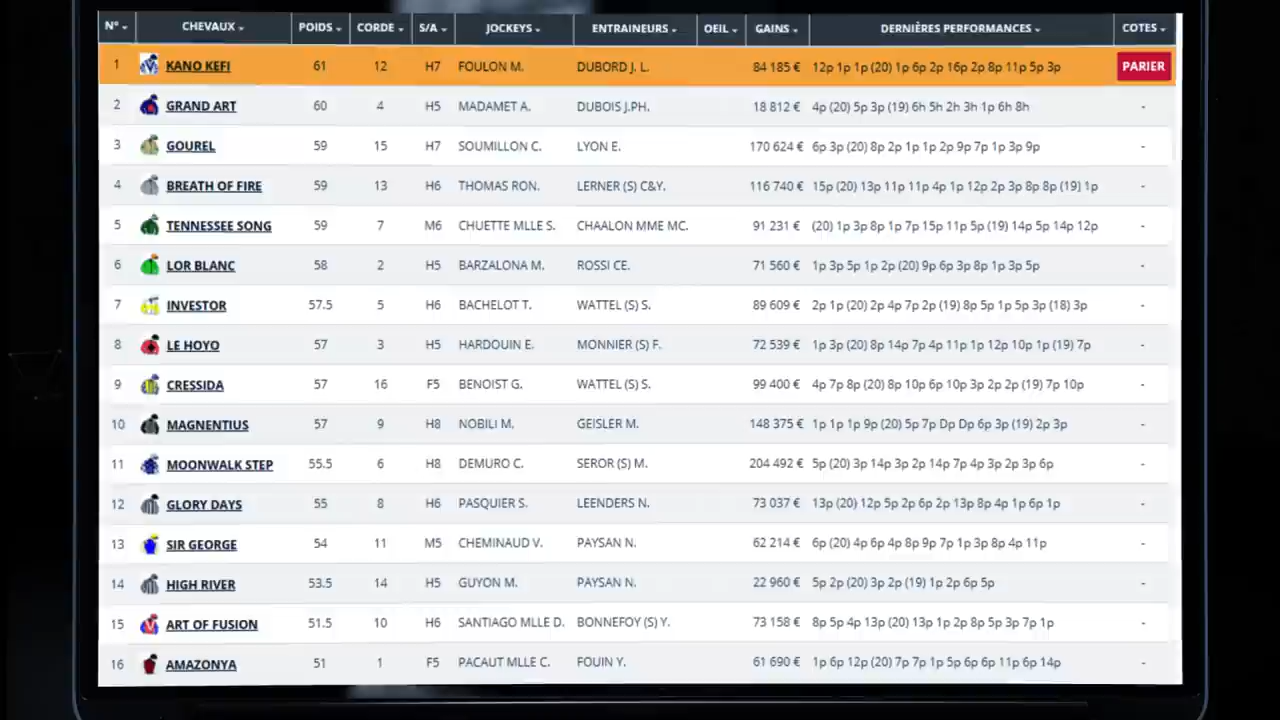 N° CHEVAUX POIDS CORDE S/A JOCKEYS ENTRAINEURS OEIL GAINS DERNIÈRES PERFORMANCES COTES
1 KANO KEFI 61 12 H7 FOULON M. DUBORD J. L. 84 185 € 12p 1p 1p (20) 1p 6p 2p 16p 2p 8p 11p 5p 3p PARIER
2 GRAND ART 60 4 H5 MADAMET A. DUBOIS J.PH. 18 812 € 4p (20) 5p 3p (19) 6h 5h 2h 3h 1p 6h 8h -
3 GOUREL 59 15 H7 SOUMILLON C. LYON E. 170 624 € 6p 3p (20) 8p 2p 1p 1p 2p 9p 7p 1p 3p 9p -
4 BREATH OF FIRE 59 13 H6 THOMAS RON. LERNER (S) C&Y. 116 740 € 15p (20) 13p 11p 11p 4p 1p 12p 2p 3p 8p 8p (19) 1p -
5 TENNESSEE SONG 59 7 M6 CHUETTE MLLE S. CHAALON MME MC. 91 231 € (20) 1p 3p 8p 1p 7p 15p 11p 5p (19) 14p 5p 14p 12p -
6 LOR BLANC 58 2 H5 BARZALONA M. ROSSI CE. 71 560 € 1p 3p 5p 1p 2p (20) 9p 6p 3p 8p 1p 3p 5p -
7 INVESTOR 57.5 5 H6 BACHELOT T. WATTEL (S) S. 89 609 € 2p 1p (20) 2p 4p 7p 2p (19) 8p 5p 1p 5p 3p (18) 3p -
8 LE HOYO 57 3 H5 HARDOUIN E. MONNIER (S) F. 72 539 € 1p 3p (20) 8p 14p 7p 4p 11p 1p 12p 10p 1p (19) 7p -
9 CRESSIDA 57 16 F5 BENOIST G. WATTEL (S) S. 99 400 € 4p 7p 8p (20) 8p 10p 6p 10p 3p 2p 2p (19) 7p 10p -
10 MAGNENTIUS 57 9 H8 NOBILI M. GEISLER M. 148 375 € 1p 1p 1p 9p (20) 5p 7p Dp Dp 6p 3p (19) 2p 3p -
11 MOONWALK STEP 55.5 6 H8 DEMURO C. SEROR (S) M. 204 492 € 5p (20) 3p 14p 3p 2p 14p 7p 4p 3p 2p 3p 6p -
12 GLORY DAYS 55 8 H6 PASQUIER S. LEENDERS N. 73 037 € 13p (20) 12p 5p 2p 6p 2p 13p 8p 4p 1p 6p 1p -
13 SIR GEORGE 54 11 M5 CHEMINAUD V. PAYSAN N. 62 214 € 6p (20) 4p 6p 4p 8p 9p 7p 1p 3p 8p 4p 11p -
14 HIGH RIVER 53.5 14 H5 GUYON M. PAYSAN N. 22 960 € 5p 2p (20) 3p 2p (19) 1p 2p 6p 5p -
15 ART OF FUSION 51.5 10 H6 SANTIAGO MLLE D. BONNEFOY (S) Y. 73 158 € 8p 5p 4p 13p (20) 13p 1p 2p 8p 5p 3p 7p 1p -
16 AMAZONYA 51 1 F5 PACAUT MLLE C. FOUIN Y. 61 690 € 1p 6p 12p (20) 7p 7p 1p 5p 6p 6p 11p 6p 14p -